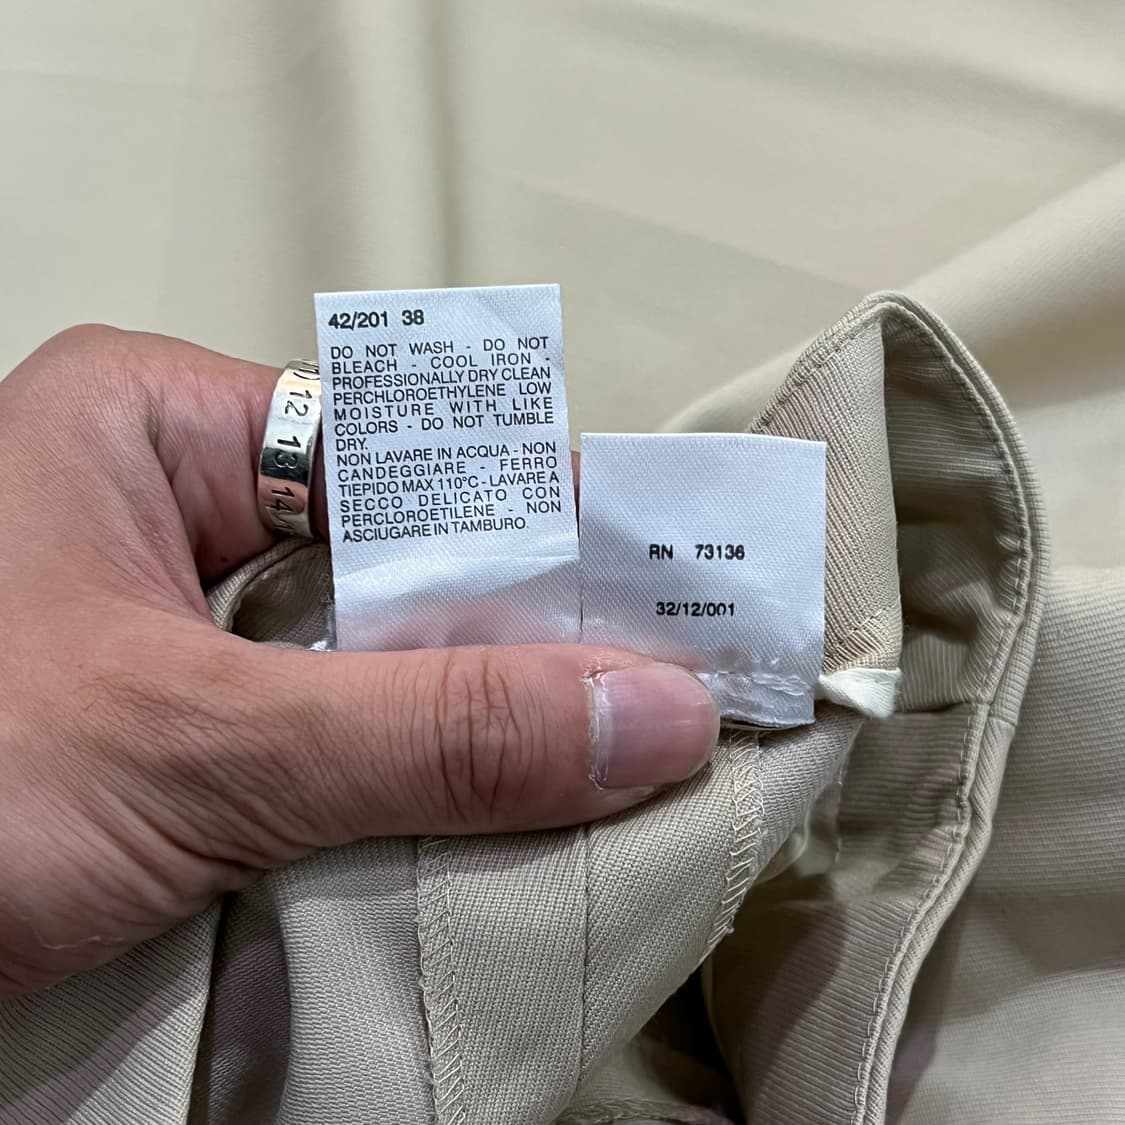 42/201 38
DO NOT WASH - DO NOT
BLEACH - COOL IRON -
PROFESSIONALLY DRY CLEAN
PERCHLOROETHYLENE LOW
MOISTURE WITH LIKE
COLORS - DO NOT TUMBLE
DRY.
NON LAVARE IN ACQUA - NON
CANDEGGIARE - FERRO
TIEPIDO MAX 110°C - LAVARE A
SECCO DELICATO CON
PERCLOROETILENE - NON
ASCIUGARE IN TAMBURO.
RN 73136
32/12/001
12 13 14